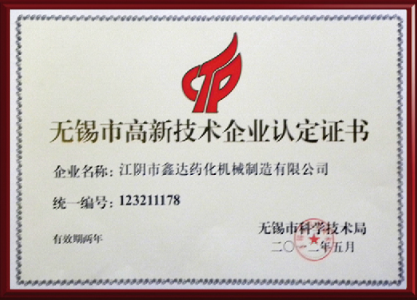 CTP
无锡市高新技术企业认定证书
企业名称：江阴市鑫达药化机械制造有限公司
统一编号：123211178
无锡市科学技术局
有效期两年
二〇一二年五月